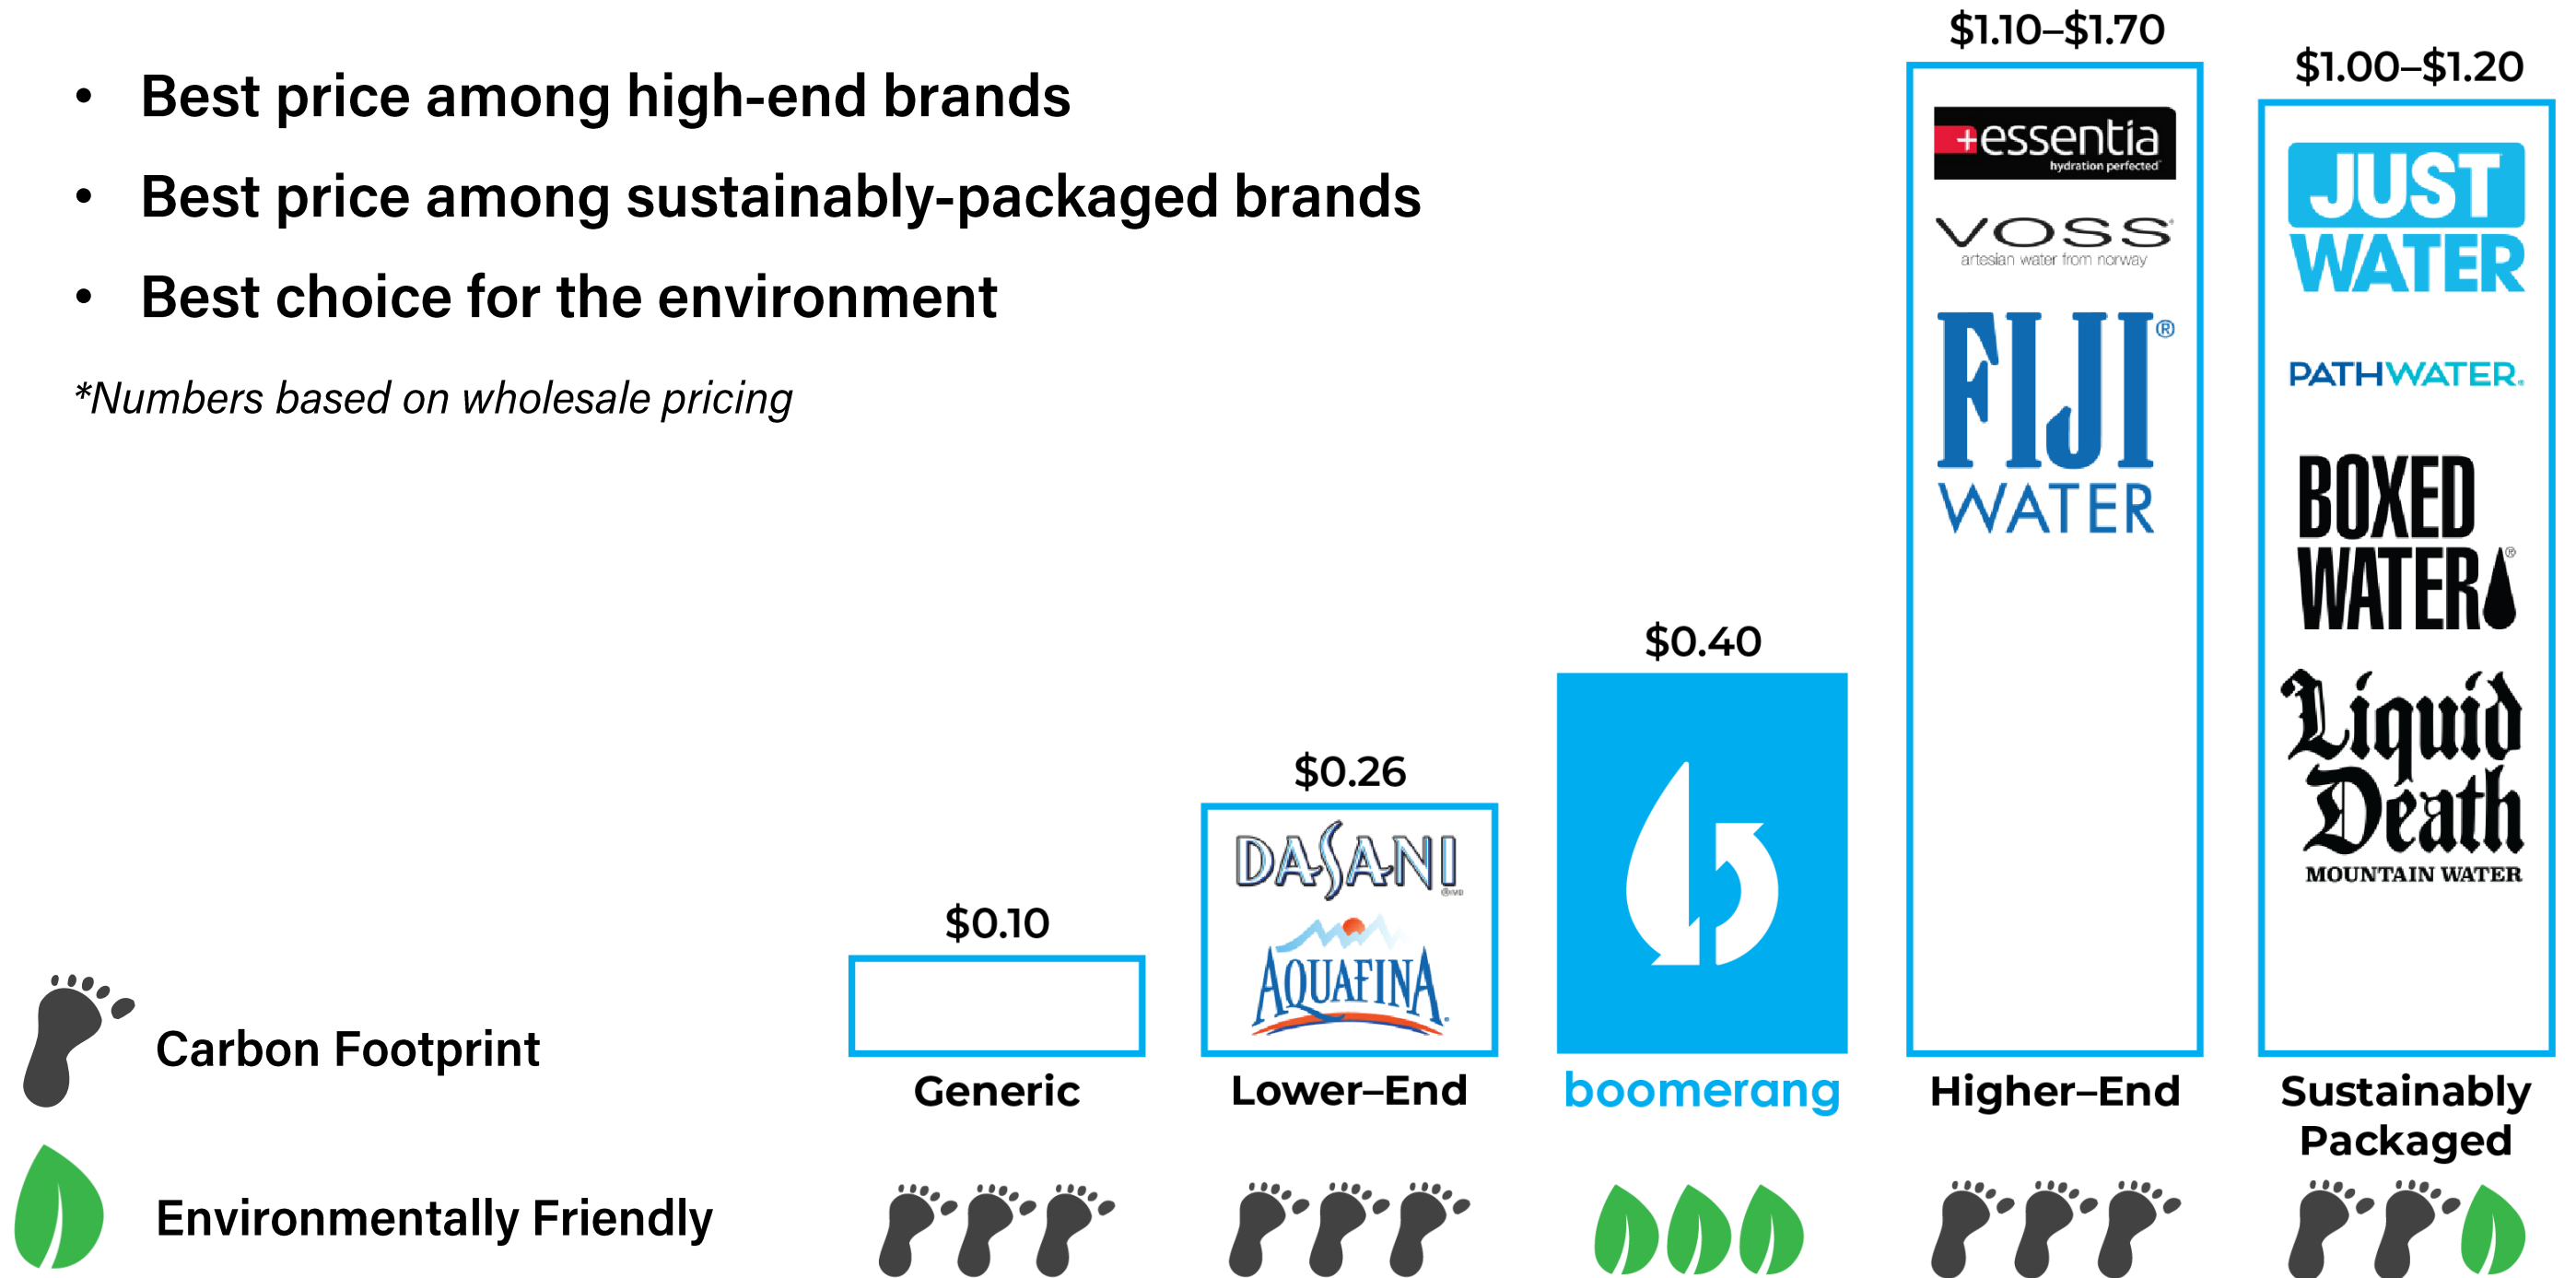 • Best price among high-end brands
• Best price among sustainably-packaged brands
• Best choice for the environment
*Numbers based on wholesale pricing
$1.10–$1.70
+essentia
hydration perfected
VOSS
artesian water from norway
FIJI®
WATER
$1.00–$1.20
JUST
WATER
PATHWATER.
BOXED
WATER®
Liquid
Death
MOUNTAIN WATER
$0.40
$0.26
DASANI
AQUAFINA
$0.10
Generic
Lower–End
boomerang
Higher–End
Sustainably
Packaged
Carbon Footprint
Environmentally Friendly